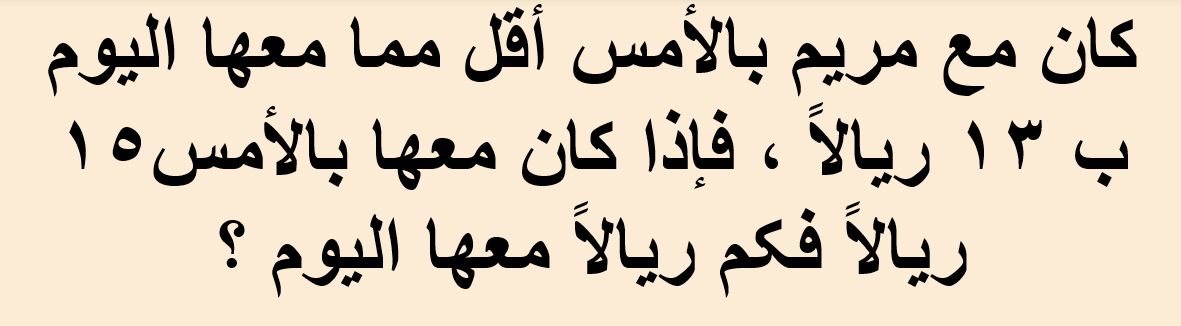 كان مع مريم بالأمس أقل مما معها اليوم
ب ١٣ ريالاً ، فإذا كان معها بالأمس١٥
ريالاً فكم ريالاً معها اليوم ؟